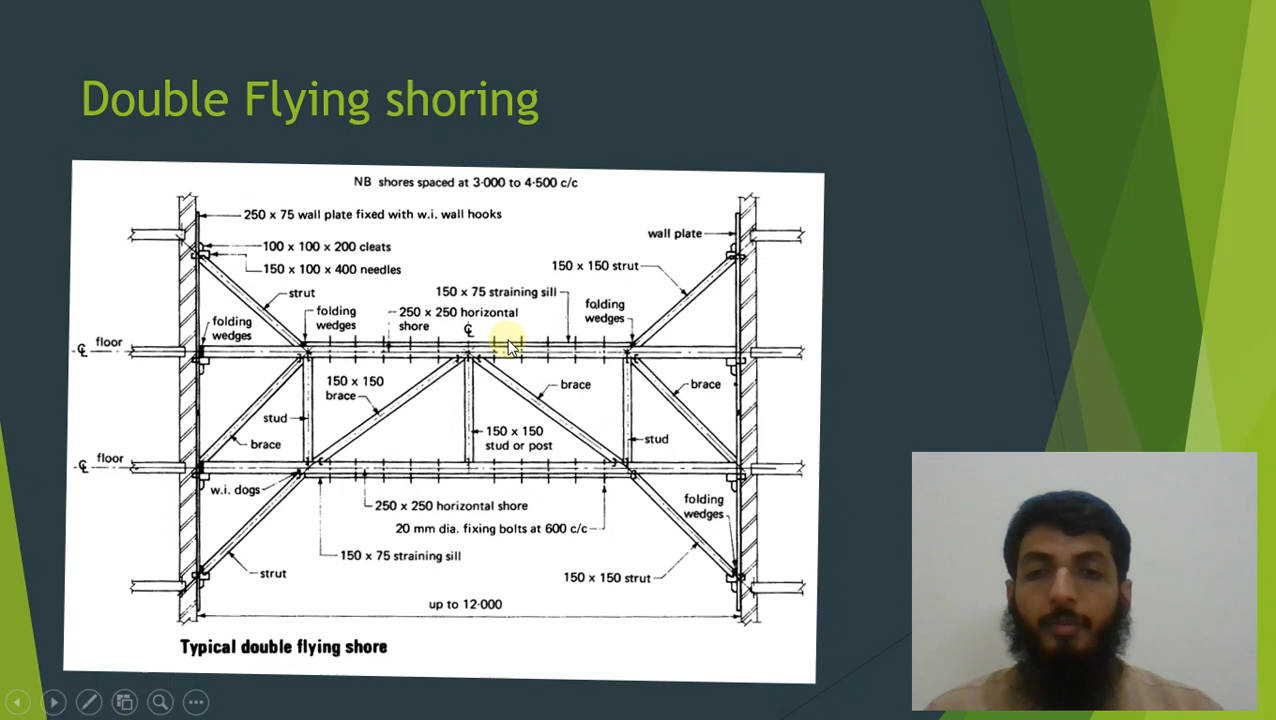 Double Flying shoring
NB shores spaced at 3·000 to 4·500 c/c
250 x 75 wall plate fixed with w.i. wall hooks
wall plate
100 x 100 x 200 cleats
150 x 100 x 400 needles
150 x 150 strut
strut
150 x 75 straining sill
folding
wedges
folding
wedges
250 x 250 horizontal
shore
folding
wedges
℄
℄ floor
150 x 150
brace
brace
brace
stud
150 x 150
stud or post
brace
stud
℄ floor
w.i. dogs
250 x 250 horizontal shore
folding
wedges
20 mm dia. fixing bolts at 600 c/c
150 x 75 straining sill
strut
150 x 150 strut
up to 12·000
Typical double flying shore